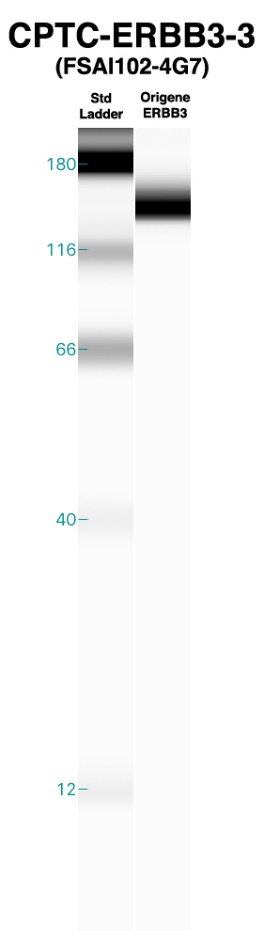 CPTC-ERBB3-3
(FSAI102-4G7)
Std Origene
Ladder ERBB3
180
116
66
40
12